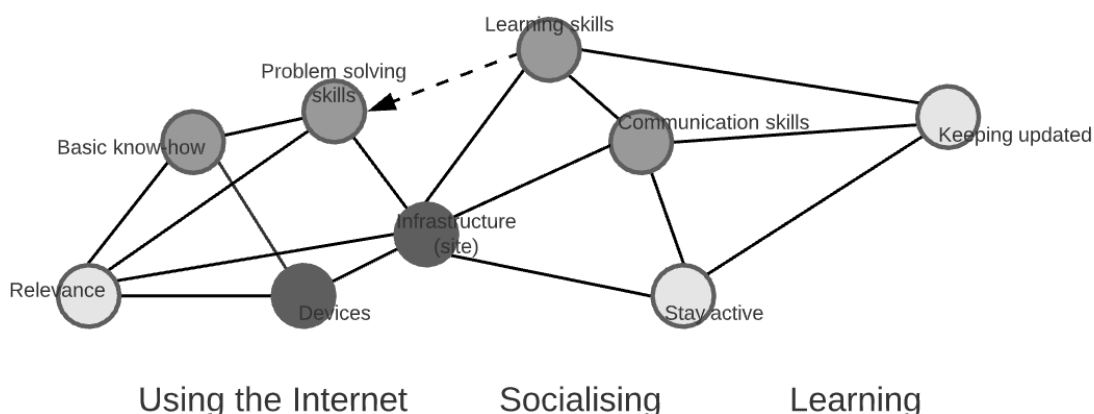 Learning skills
Problem solving
skills
Communication skills
Keeping updated
Basic know-how
Infrastructure
(site)
Relevance
Devices
Stay active
Using the Internet
Socialising
Learning